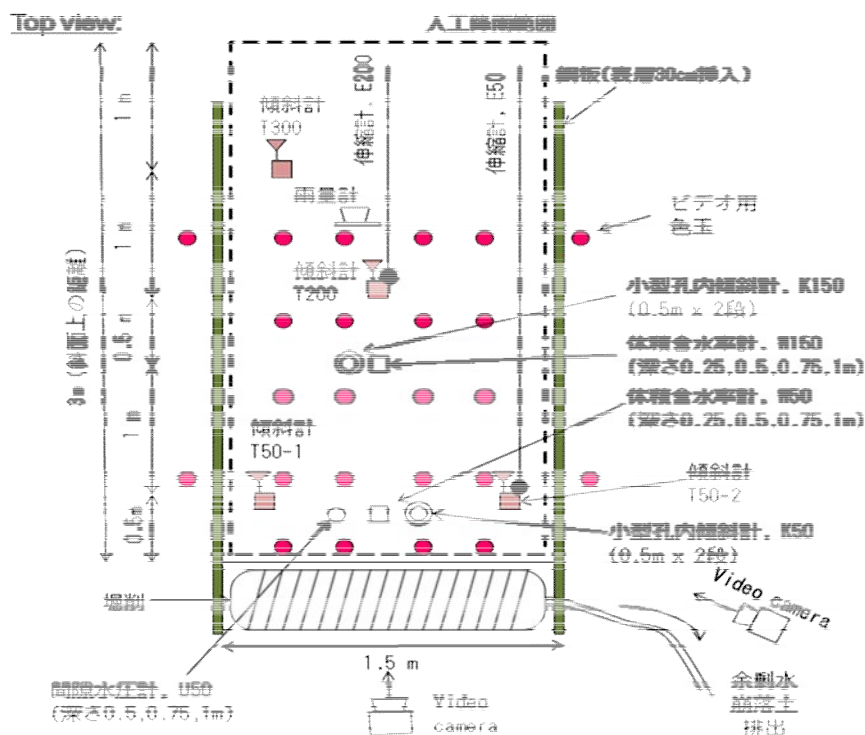 Top view:
人工降雨範囲
鋼板(表層30cm挿入)
伸縮計, E200
伸縮計, E50
傾斜計
T300
1m
雨量計
ビデオ用
色玉
1m
傾斜計
T200
小型孔内傾斜計, K150
(0.5m x 2段)
3m (斜面上の距離)
0.5m
体積含水率計, W150
(深さ0.25,0.5,0.75,1m)
体積含水率計, W50
(深さ0.25,0.5,0.75,1m)
1m
傾斜計
T50-1
傾斜計
T50-2
0.5m
小型孔内傾斜計, K50
(0.5m x 2段)
掘削
Video camera
1.5 m
間隙水圧計, U50
(深さ0.5,0.75,1m)
Video
camera
余剰水
崩落土
排出